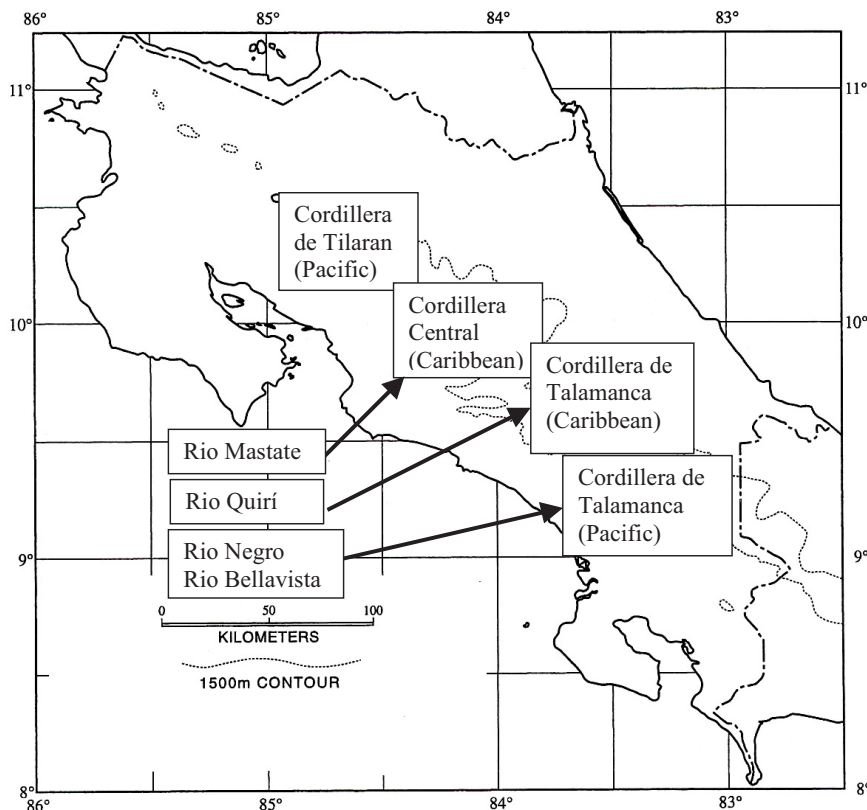 86°
85°
84°
83°
11°
11°
Cordillera
de Tilaran
(Pacific)
Cordillera
Central
(Caribbean)
10°
10°
Cordillera de
Talamanca
(Caribbean)
Rio Mastate
Cordillera de
Talamanca
(Pacific)
Rio Quirí
Rio Negro
Rio Bellavista
9°
9°
0 50 100
KILOMETERS
1500m CONTOUR
8°
8°
86°
85°
84°
83°